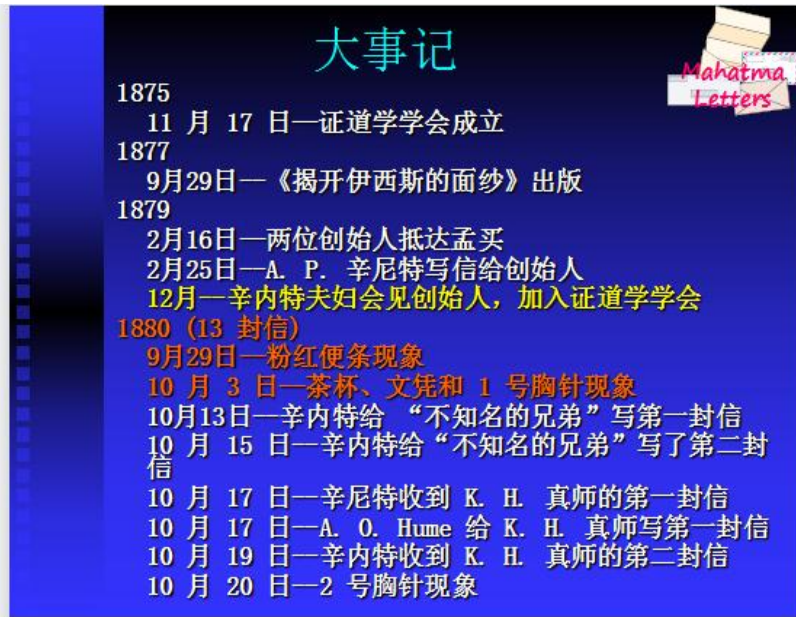 大事记
Mahatma
Letters
1875
11 月 17 日—证道学学会成立
1877
9月29日—《揭开伊西斯的面纱》出版
1879
2月16日—两位创始人抵达孟买
2月25日—A. P. 辛尼特写信给创始人
12月—辛内特夫妇会见创始人，加入证道学学会
1880 (13 封信)
9月29日—粉红便条现象
10 月 3 日—茶杯、文凭和 1 号胸针现象
10月13日—辛内特给 “不知名的兄弟”写第一封信
10 月 15 日—辛内特给“不知名的兄弟”写了第二封
信
10 月 17 日—辛尼特收到 K. H. 真师的第一封信
10 月 17 日—A. O. Hume 给 K. H. 真师写第一封信
10 月 19 日—辛内特收到 K. H. 真师的第二封信
10 月 20 日—2 号胸针现象